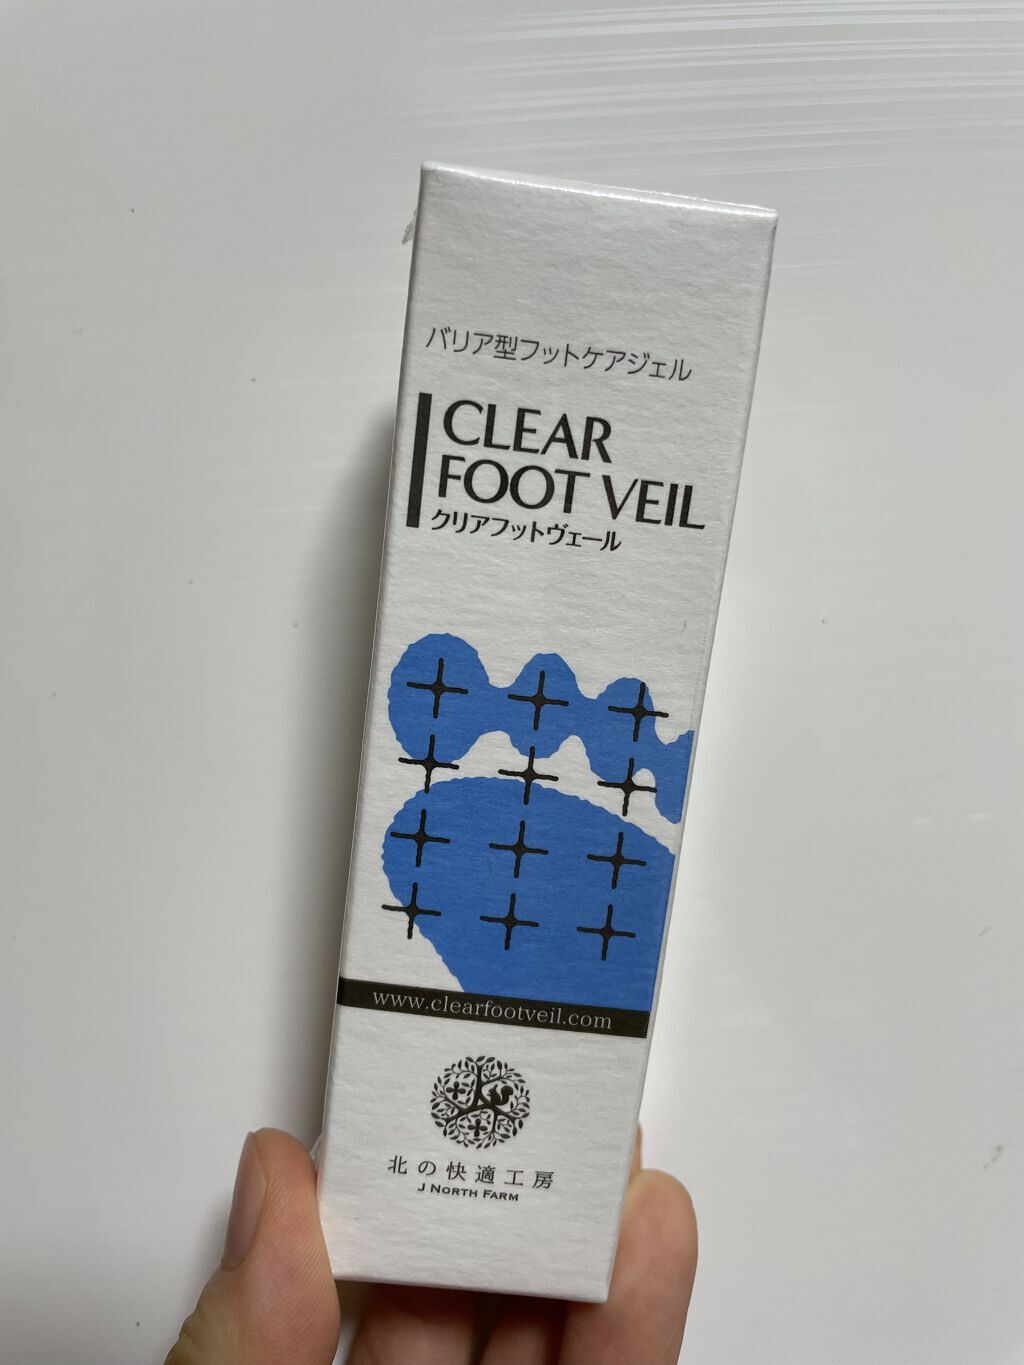 バリア型フットケアジェル
CLEAR
FOOT VEIL
クリアフットヴェール
www.clearfootveil.com
北の快適工房
J NORTH FARM